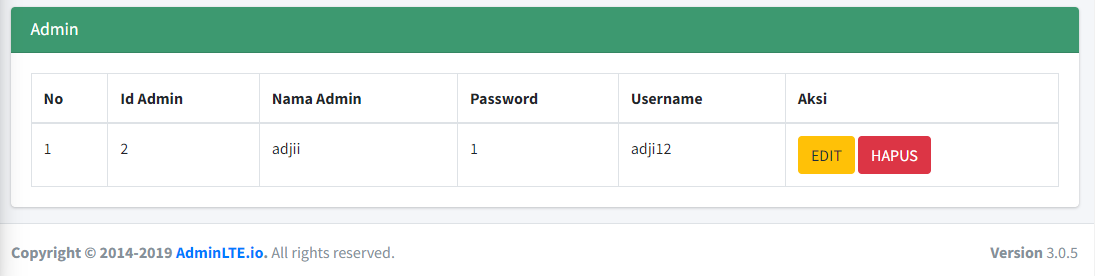 Admin
No Id Admin Nama Admin Password Username Aksi
1 2 adjii 1 adji12 EDIT HAPUS
Copyright © 2014-2019 AdminLTE.io. All rights reserved. Version 3.0.5